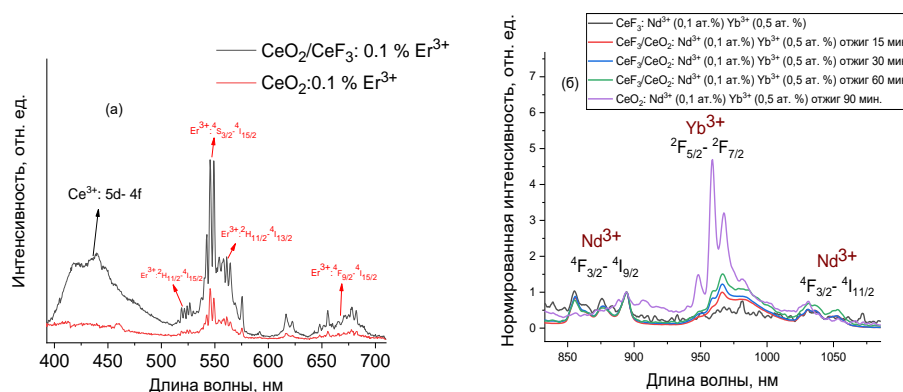 CeO₂/CeF₃: 0.1 % Er³⁺
CeO₂:0.1 % Er³⁺
(а)
Er³⁺:⁴S₃/₂-⁴I₁₅/₂
Ce³⁺: 5d- 4f
Er³⁺:²H₁₁/₂-⁴I₁₃/₂
Er³⁺:²H₁₁/₂-⁴I₁₅/₂
Er³⁺:⁴F₉/₂-⁴I₁₅/₂
Интенсивность, отн. ед.
400 450 500 550 600 650 700
Длина волны, нм
CeF₃: Nd³⁺ (0,1 ат.%) Yb³⁺ (0,5 ат.%)
CeF₃/CeO₂: Nd³⁺ (0,1 ат.%) Yb³⁺ (0,5 ат. %) отжиг 15 мин.
CeF₃/CeO₂: Nd³⁺ (0,1 ат.%) Yb³⁺ (0,5 ат. %) отжиг 30 мин.
CeF₃/CeO₂: Nd³⁺ (0,1 ат.%) Yb³⁺ (0,5 ат. %) отжиг 60 мин.
CeO₂: Nd³⁺ (0,1 ат.%) Yb³⁺ (0,5 ат. %) отжиг 90 мин.
(б)
Yb³⁺
²F₅/₂- ²F₇/₂
Nd³⁺
⁴F₃/₂- ⁴I₉/₂
Nd³⁺
⁴F₃/₂- ⁴I₁₁/₂
Нормированная интенсивность, отн. ед.
7
6
5
4
3
2
1
0
850 900 950 1000 1050
Длина волны, нм